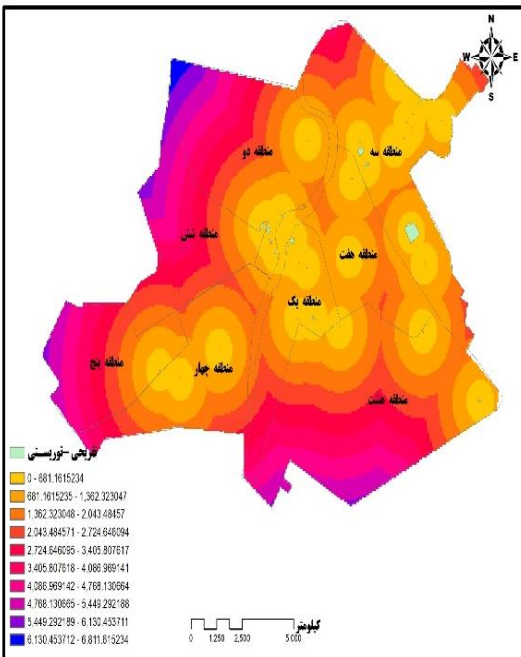 N
W E
S
منطقه سه
منطقه دو
منطقه شش
منطقه هفت
منطقه یک
منطقه پنج
منطقه چهار
منطقه هشت
تفریحی -توریستی
0 - 681.1615234
681.1615235 - 1,362.323047
1,362.323048 - 2,043.48457
2,043.484571 - 2,724.646094
2,724.646095 - 3,405.807617
3,405.807618 - 4,086.969141
4,086.969142 - 4,768.130664
4,768.130665 - 5,449.292188
5,449.292189 - 6,130.453711
6,130.453712 - 6,811.615234
کیلومتر
0 1,250 2,500 5,000